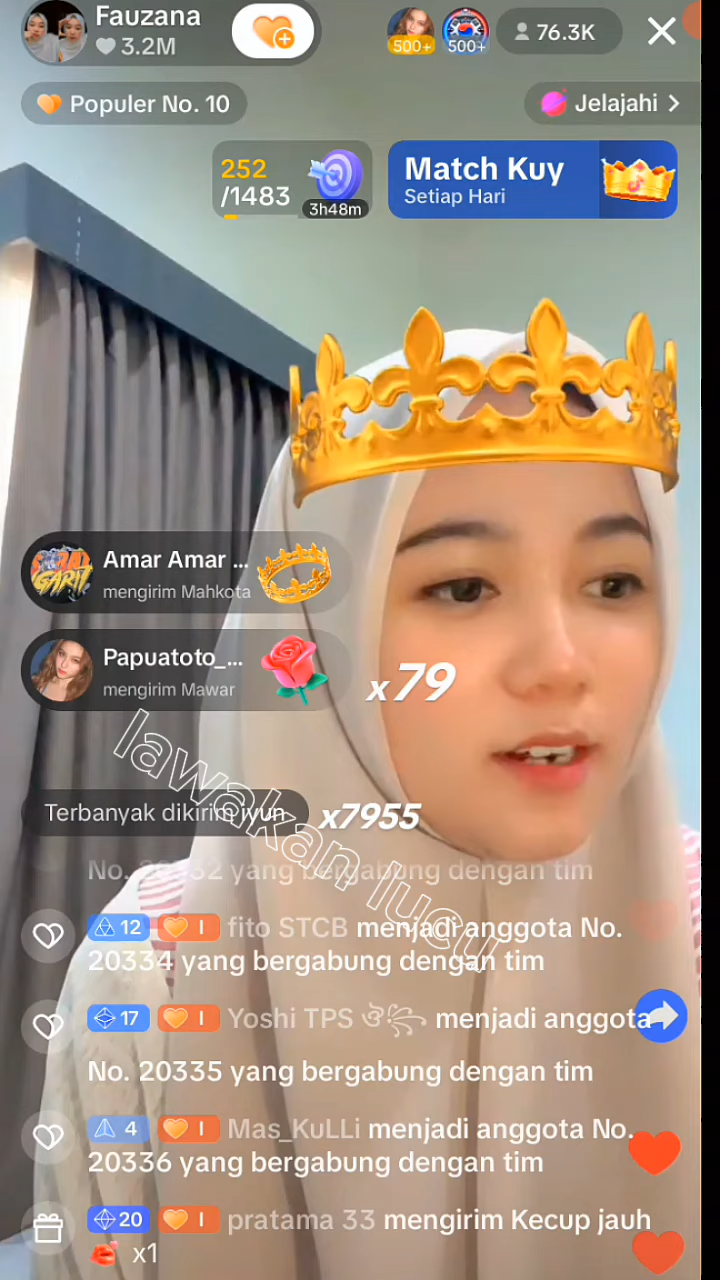 Fauzana
3.2M
500+
500+
76.3K
Populer No. 10
Jelajahi
252
/1483
3h48m
Match Kuy
Setiap Hari
Amar Amar ...
mengirim Mahkota
Papuatoto_...
mengirim Mawar
x79
lawakan lucu
Terbanyak dikirim iyun
x7955
No. 20332 yang bergabung dengan tim
12 I fito STCB menjadi anggota No.
20334 yang bergabung dengan tim
17 I Yoshi TPS menjadi anggota
No. 20335 yang bergabung dengan tim
4 I Mas_KuLLi menjadi anggota No.
20336 yang bergabung dengan tim
20 I pratama 33 mengirim Kecup jauh
x1